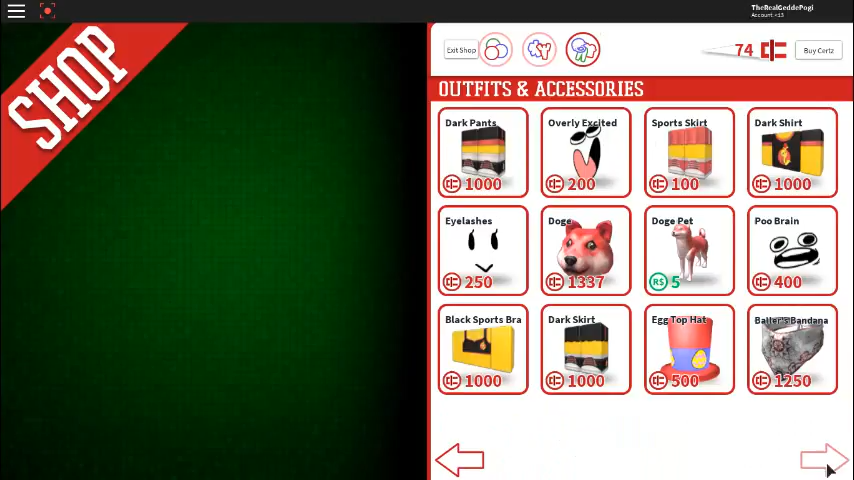 TheRealGeddePogi
Account: <13
SHOP
Exit Shop
74
Buy Certz
OUTFITS & ACCESSORIES
Dark Pants
1000
Overly Excited
200
Sports Skirt
100
Dark Shirt
1000
Eyelashes
250
Doge
1337
Doge Pet
R$ 5
Poo Brain
400
Black Sports Bra
1000
Dark Skirt
1000
Egg Top Hat
500
Baller's Bandana
1250